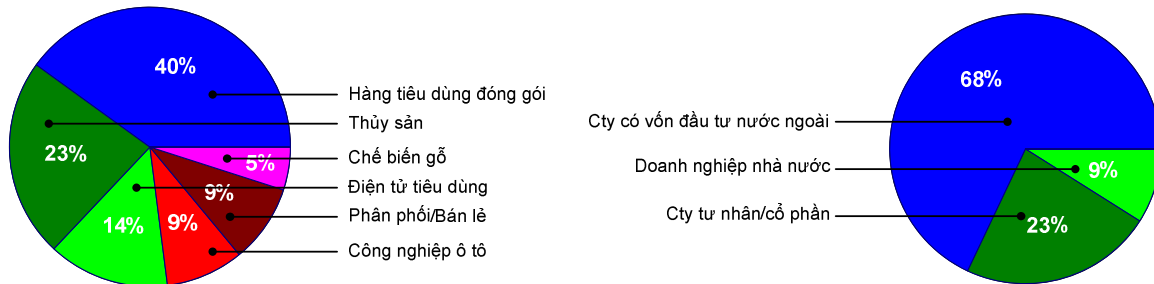 40%
23%
14%
9%
9%
5%
Hàng tiêu dùng đóng gói
Thủy sản
Chế biến gỗ
Điện tử tiêu dùng
Phân phối/Bán lẻ
Công nghiệp ô tô
68%
Cty có vốn đầu tư nước ngoài
Doanh nghiệp nhà nước
9%
Cty tư nhân/cổ phần
23%